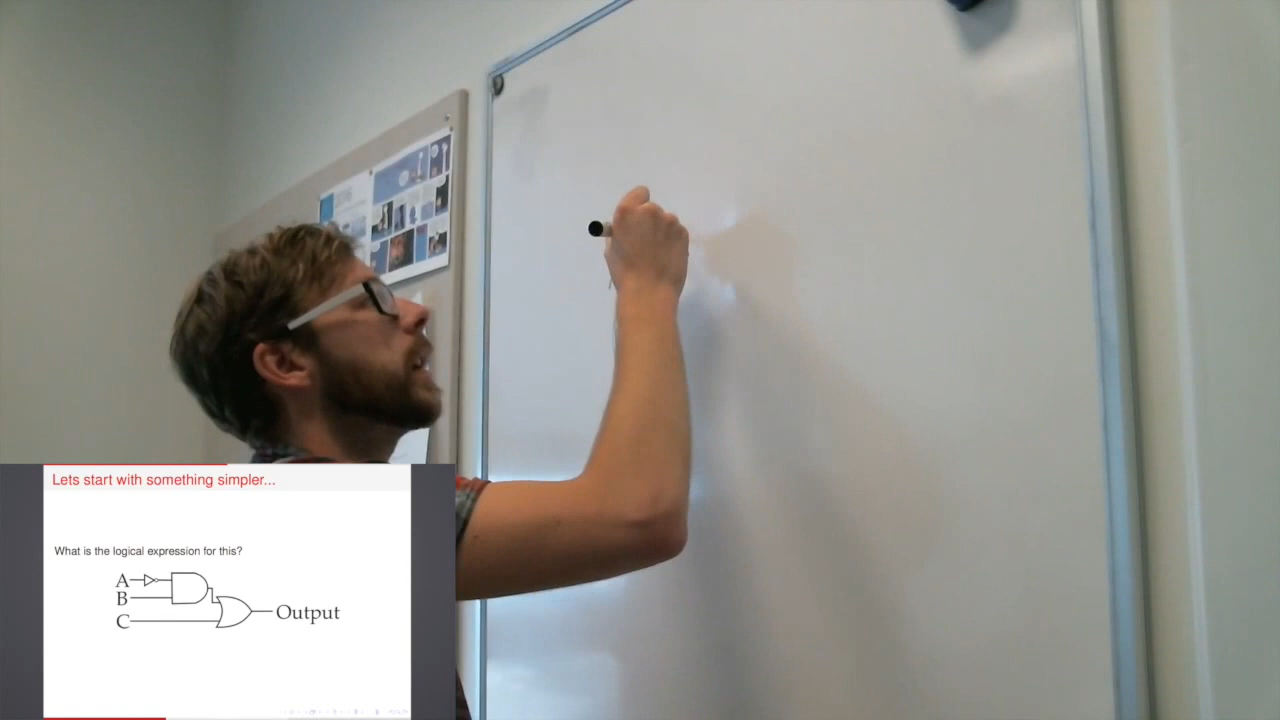 Lets start with something simpler...
What is the logical expression for this?
A
B
C
Output